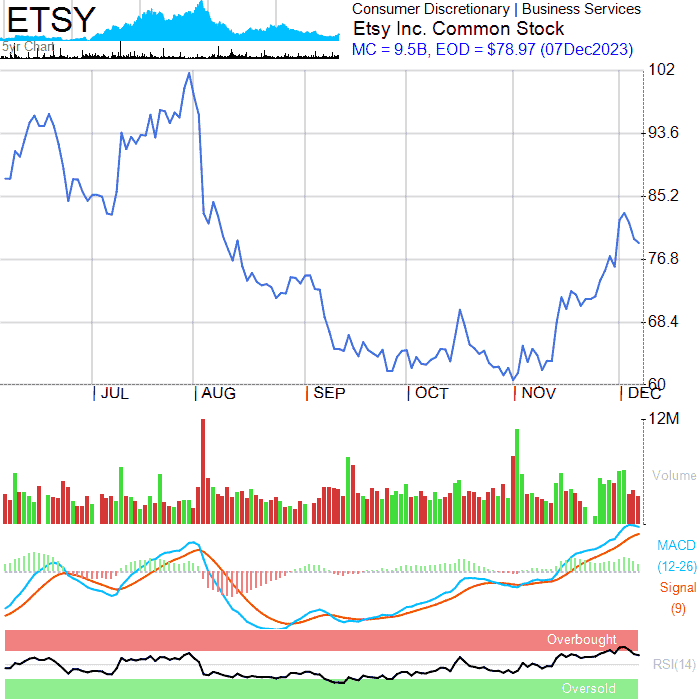 ETSY
5yr Chart
Consumer Discretionary | Business Services
Etsy Inc. Common Stock
MC = 9.5B, EOD = $78.97 (07Dec2023)
102
93.6
85.2
76.8
68.4
60
JUL
AUG
SEP
OCT
NOV
DEC
12M
Volume
MACD
(12-26)
Signal
(9)
Overbought
RSI(14)
Oversold